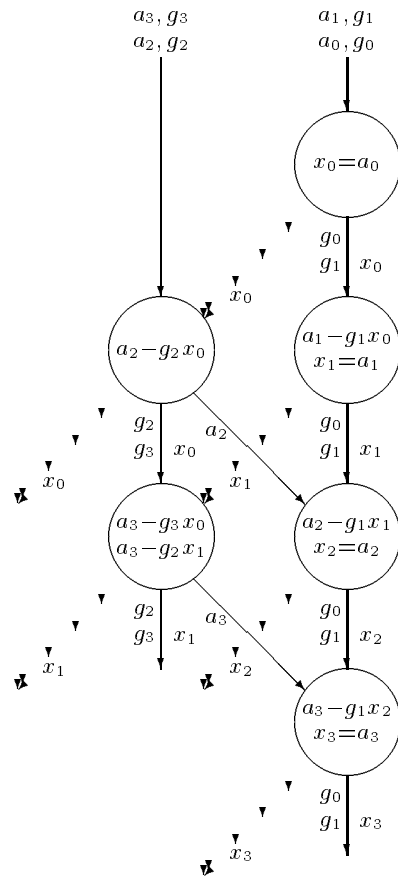 a₃, g₃
a₂, g₂
a₁, g₁
a₀, g₀
x₀=a₀
g₀
g₁ x₀
x₀
a₂−g₂x₀
a₁−g₁x₀
x₁=a₁
g₂
g₃ x₀
x₀
a₂
g₀
g₁ x₁
x₁
a₃−g₃x₀
a₃−g₂x₁
a₂−g₁x₁
x₂=a₂
g₂
g₃ x₁
x₁
a₃
g₀
g₁ x₂
x₂
a₃−g₁x₂
x₃=a₃
g₀
g₁ x₃
x₃